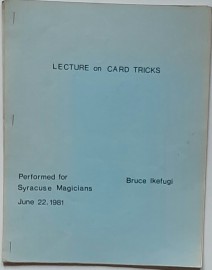 LECTURE on CARD TRICKS
Performed for
Syracuse Magicians
Bruce Ikefugi
June 22, 1981